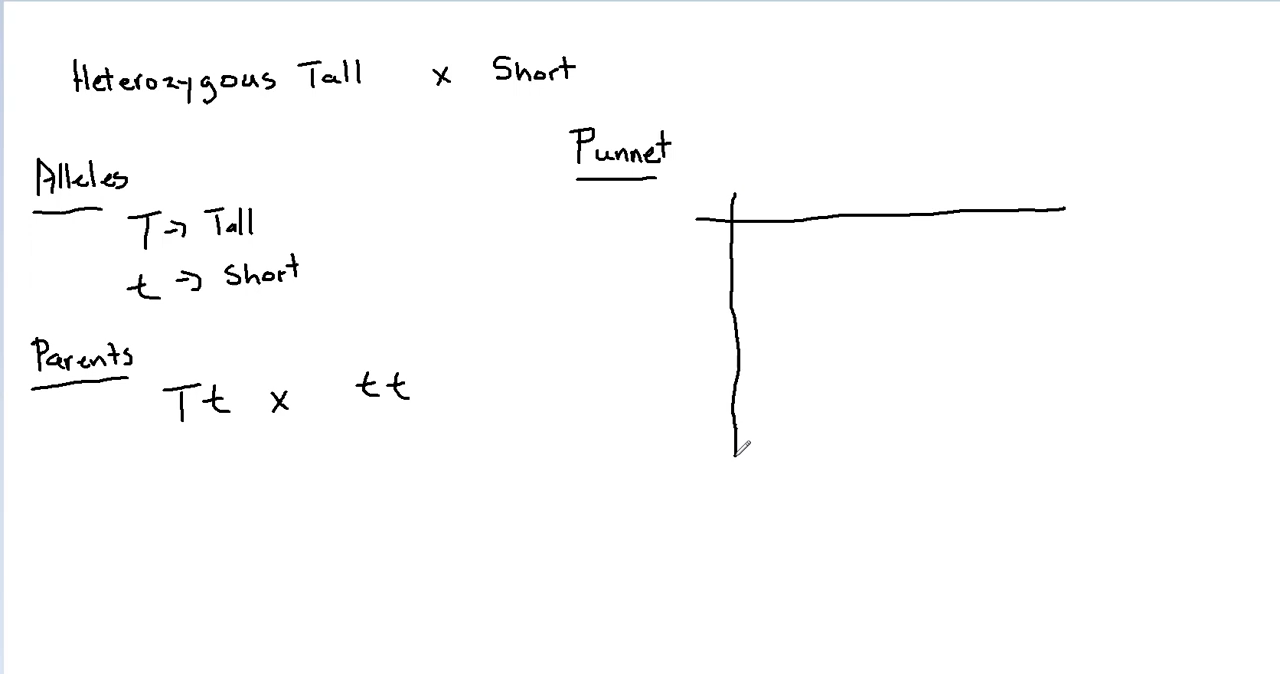 Heterozygous Tall x Short
Punnet
Alleles
T → Tall
t → Short
Parents
Tt x tt